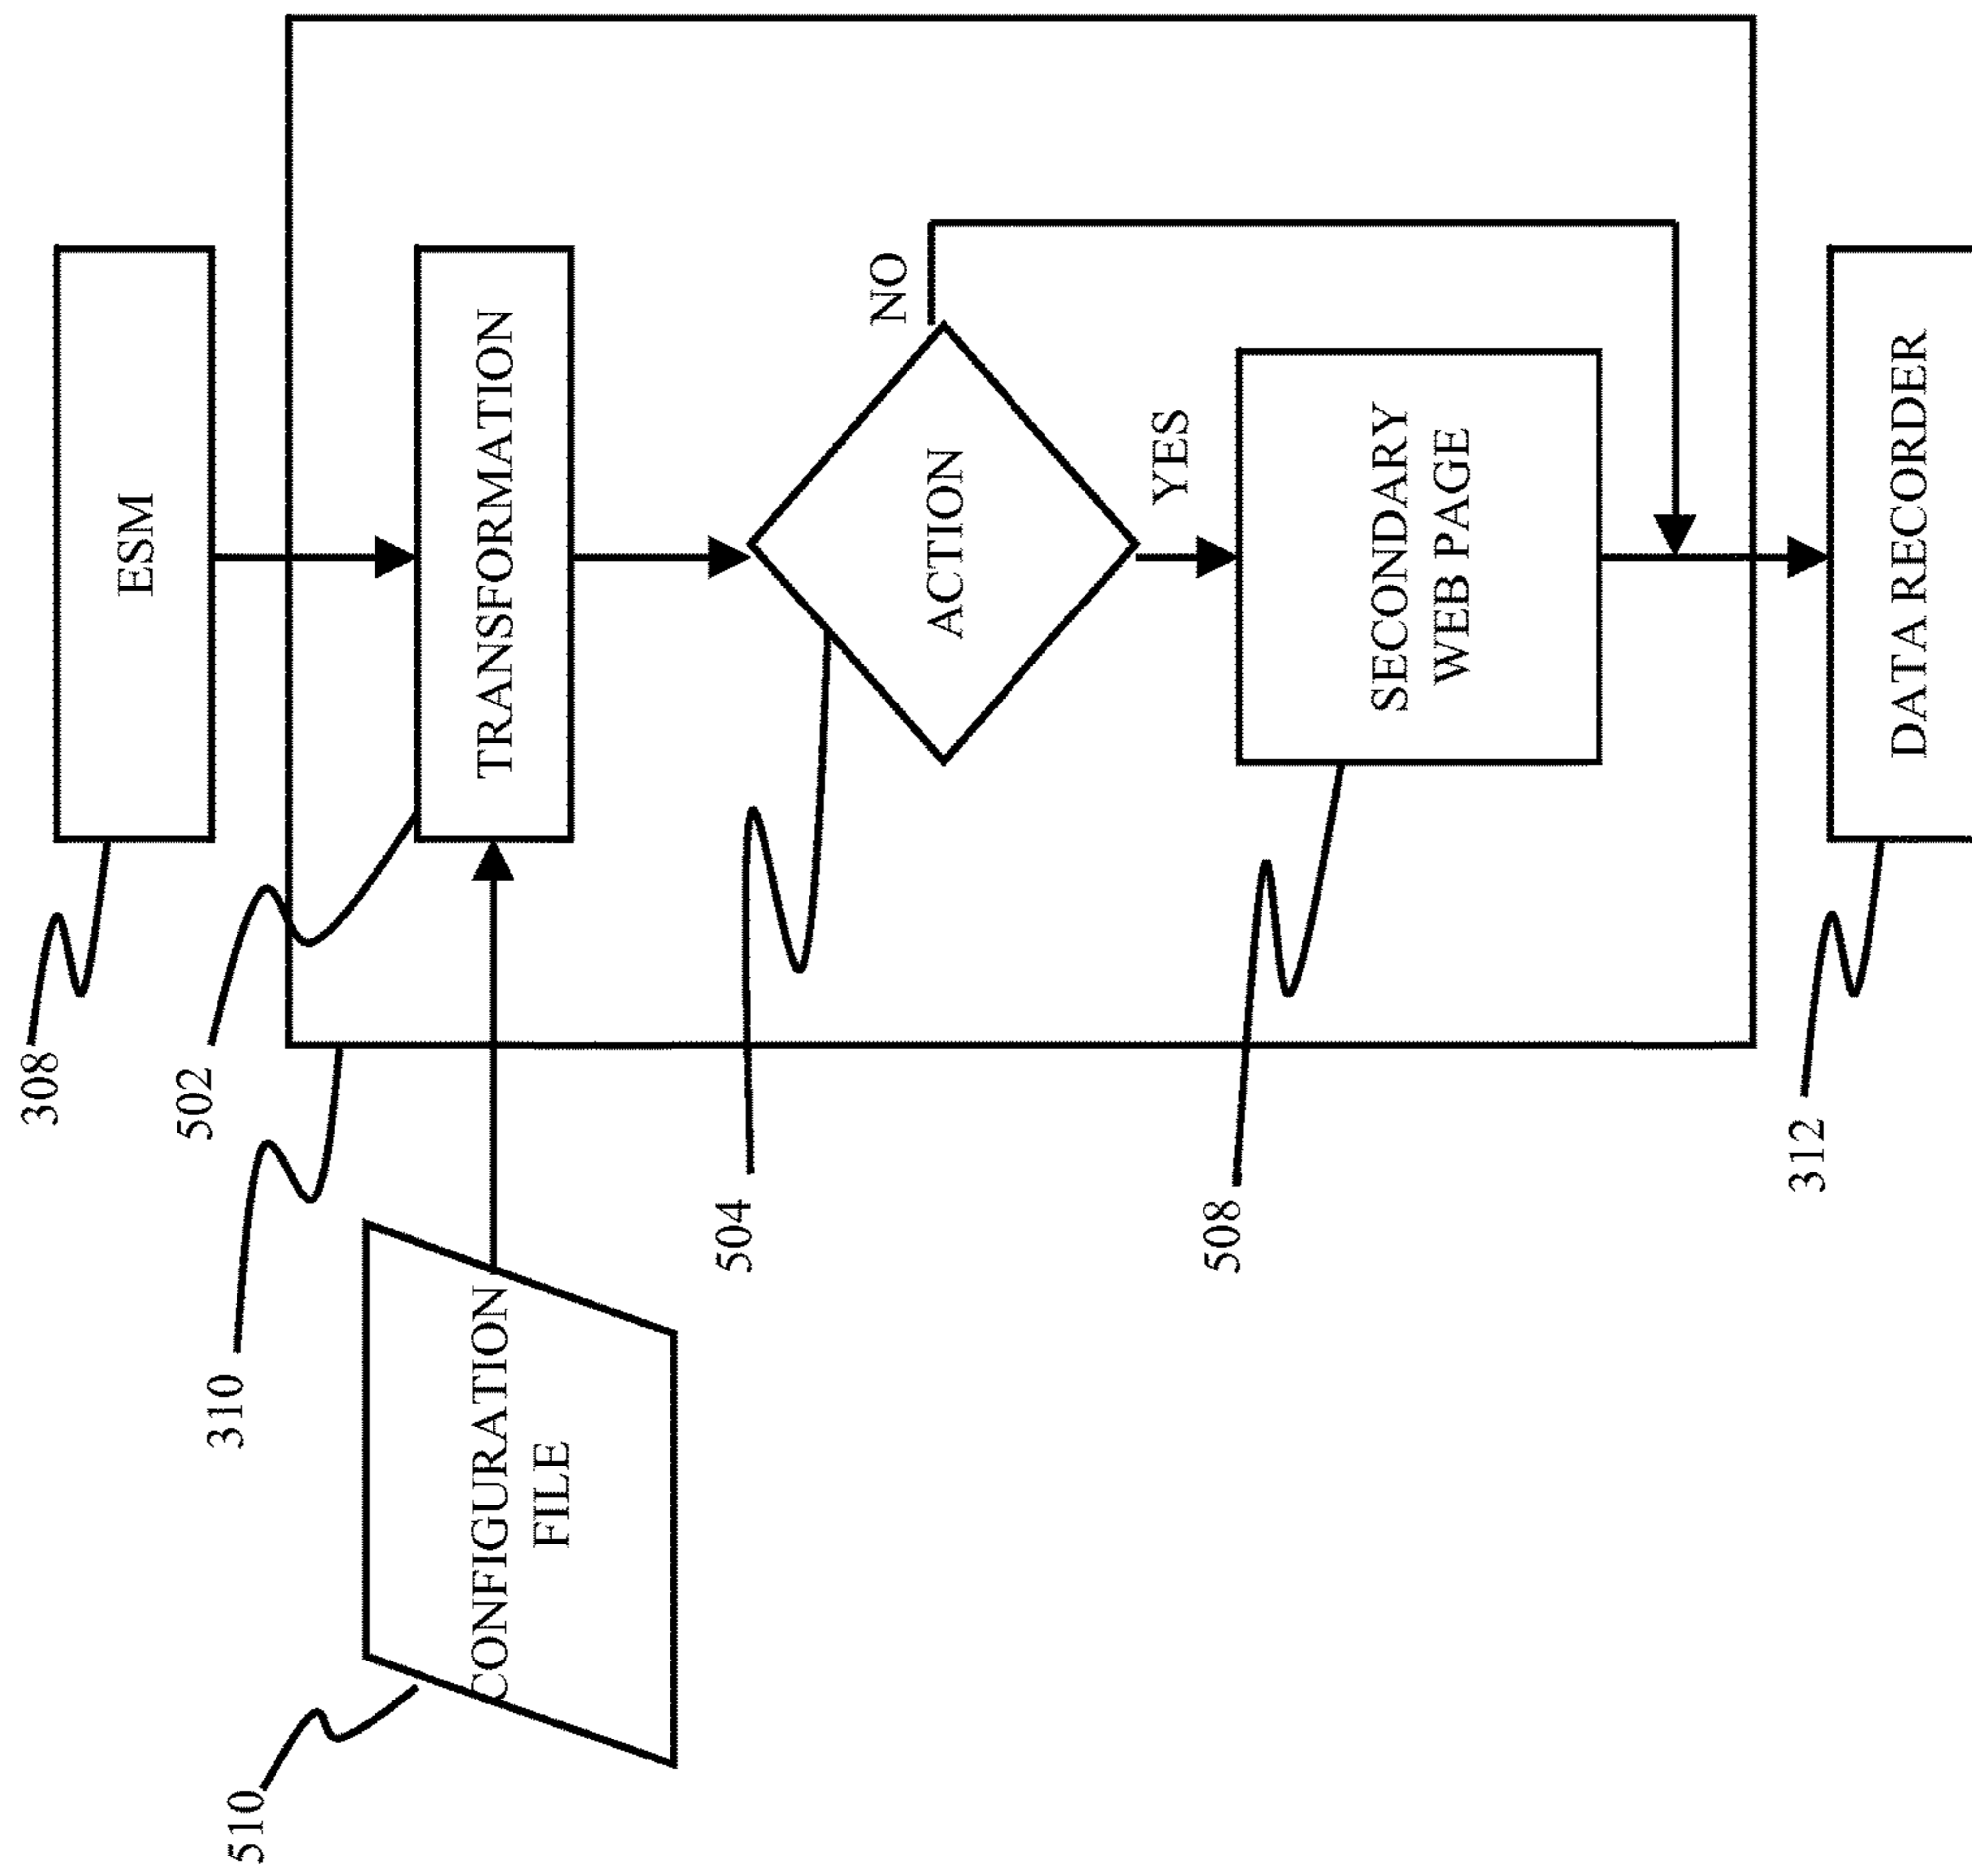 308
ESM
502
310
TRANSFORMATION
510
CONFIGURATION
FILE
504
ACTION
NO
YES
508
SECONDARY
WEB PAGE
312
DATA RECORDER